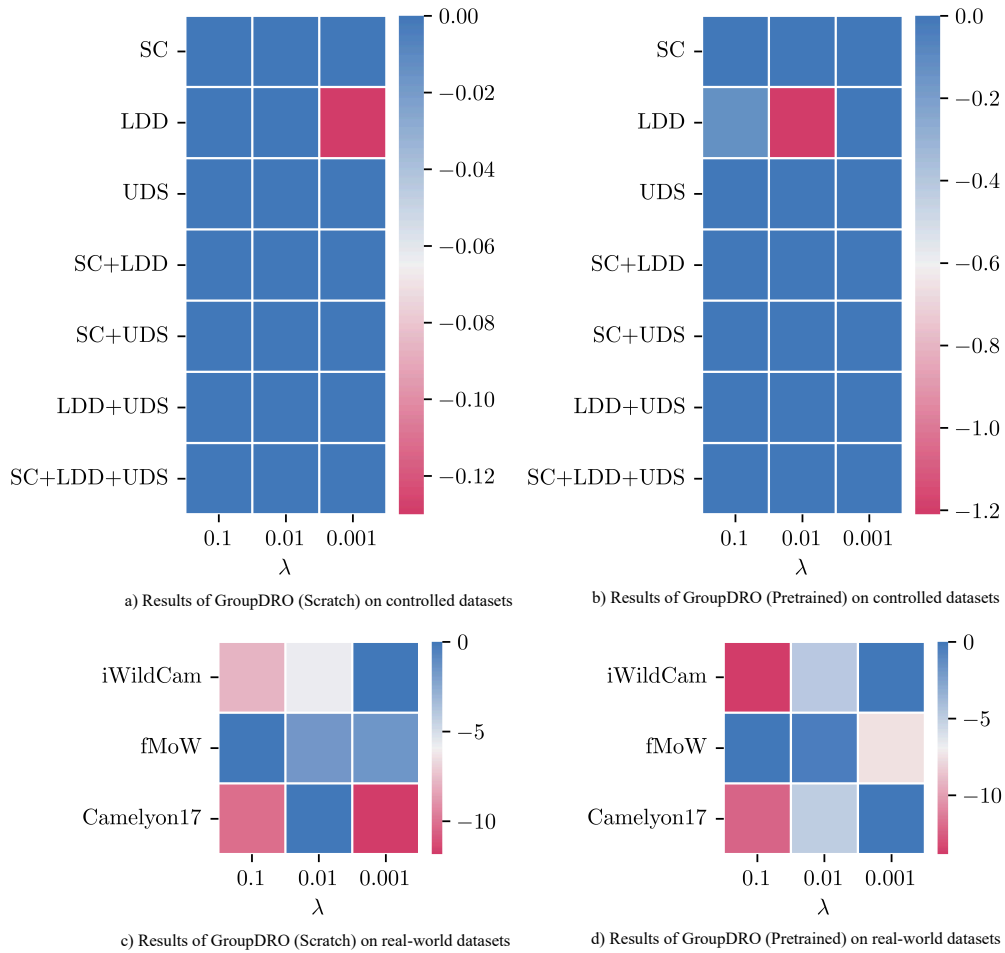 SC
LDD
UDS
SC+LDD
SC+UDS
LDD+UDS
SC+LDD+UDS
0.1 0.01 0.001
λ
0.00
−0.02
−0.04
−0.06
−0.08
−0.10
−0.12
a) Results of GroupDRO (Scratch) on controlled datasets
SC
LDD
UDS
SC+LDD
SC+UDS
LDD+UDS
SC+LDD+UDS
0.1 0.01 0.001
λ
0.0
−0.2
−0.4
−0.6
−0.8
−1.0
−1.2
b) Results of GroupDRO (Pretrained) on controlled datasets
iWildCam
fMoW
Camelyon17
0.1 0.01 0.001
λ
0
−5
−10
c) Results of GroupDRO (Scratch) on real-world datasets
iWildCam
fMoW
Camelyon17
0.1 0.01 0.001
λ
0
−5
−10
d) Results of GroupDRO (Pretrained) on real-world datasets